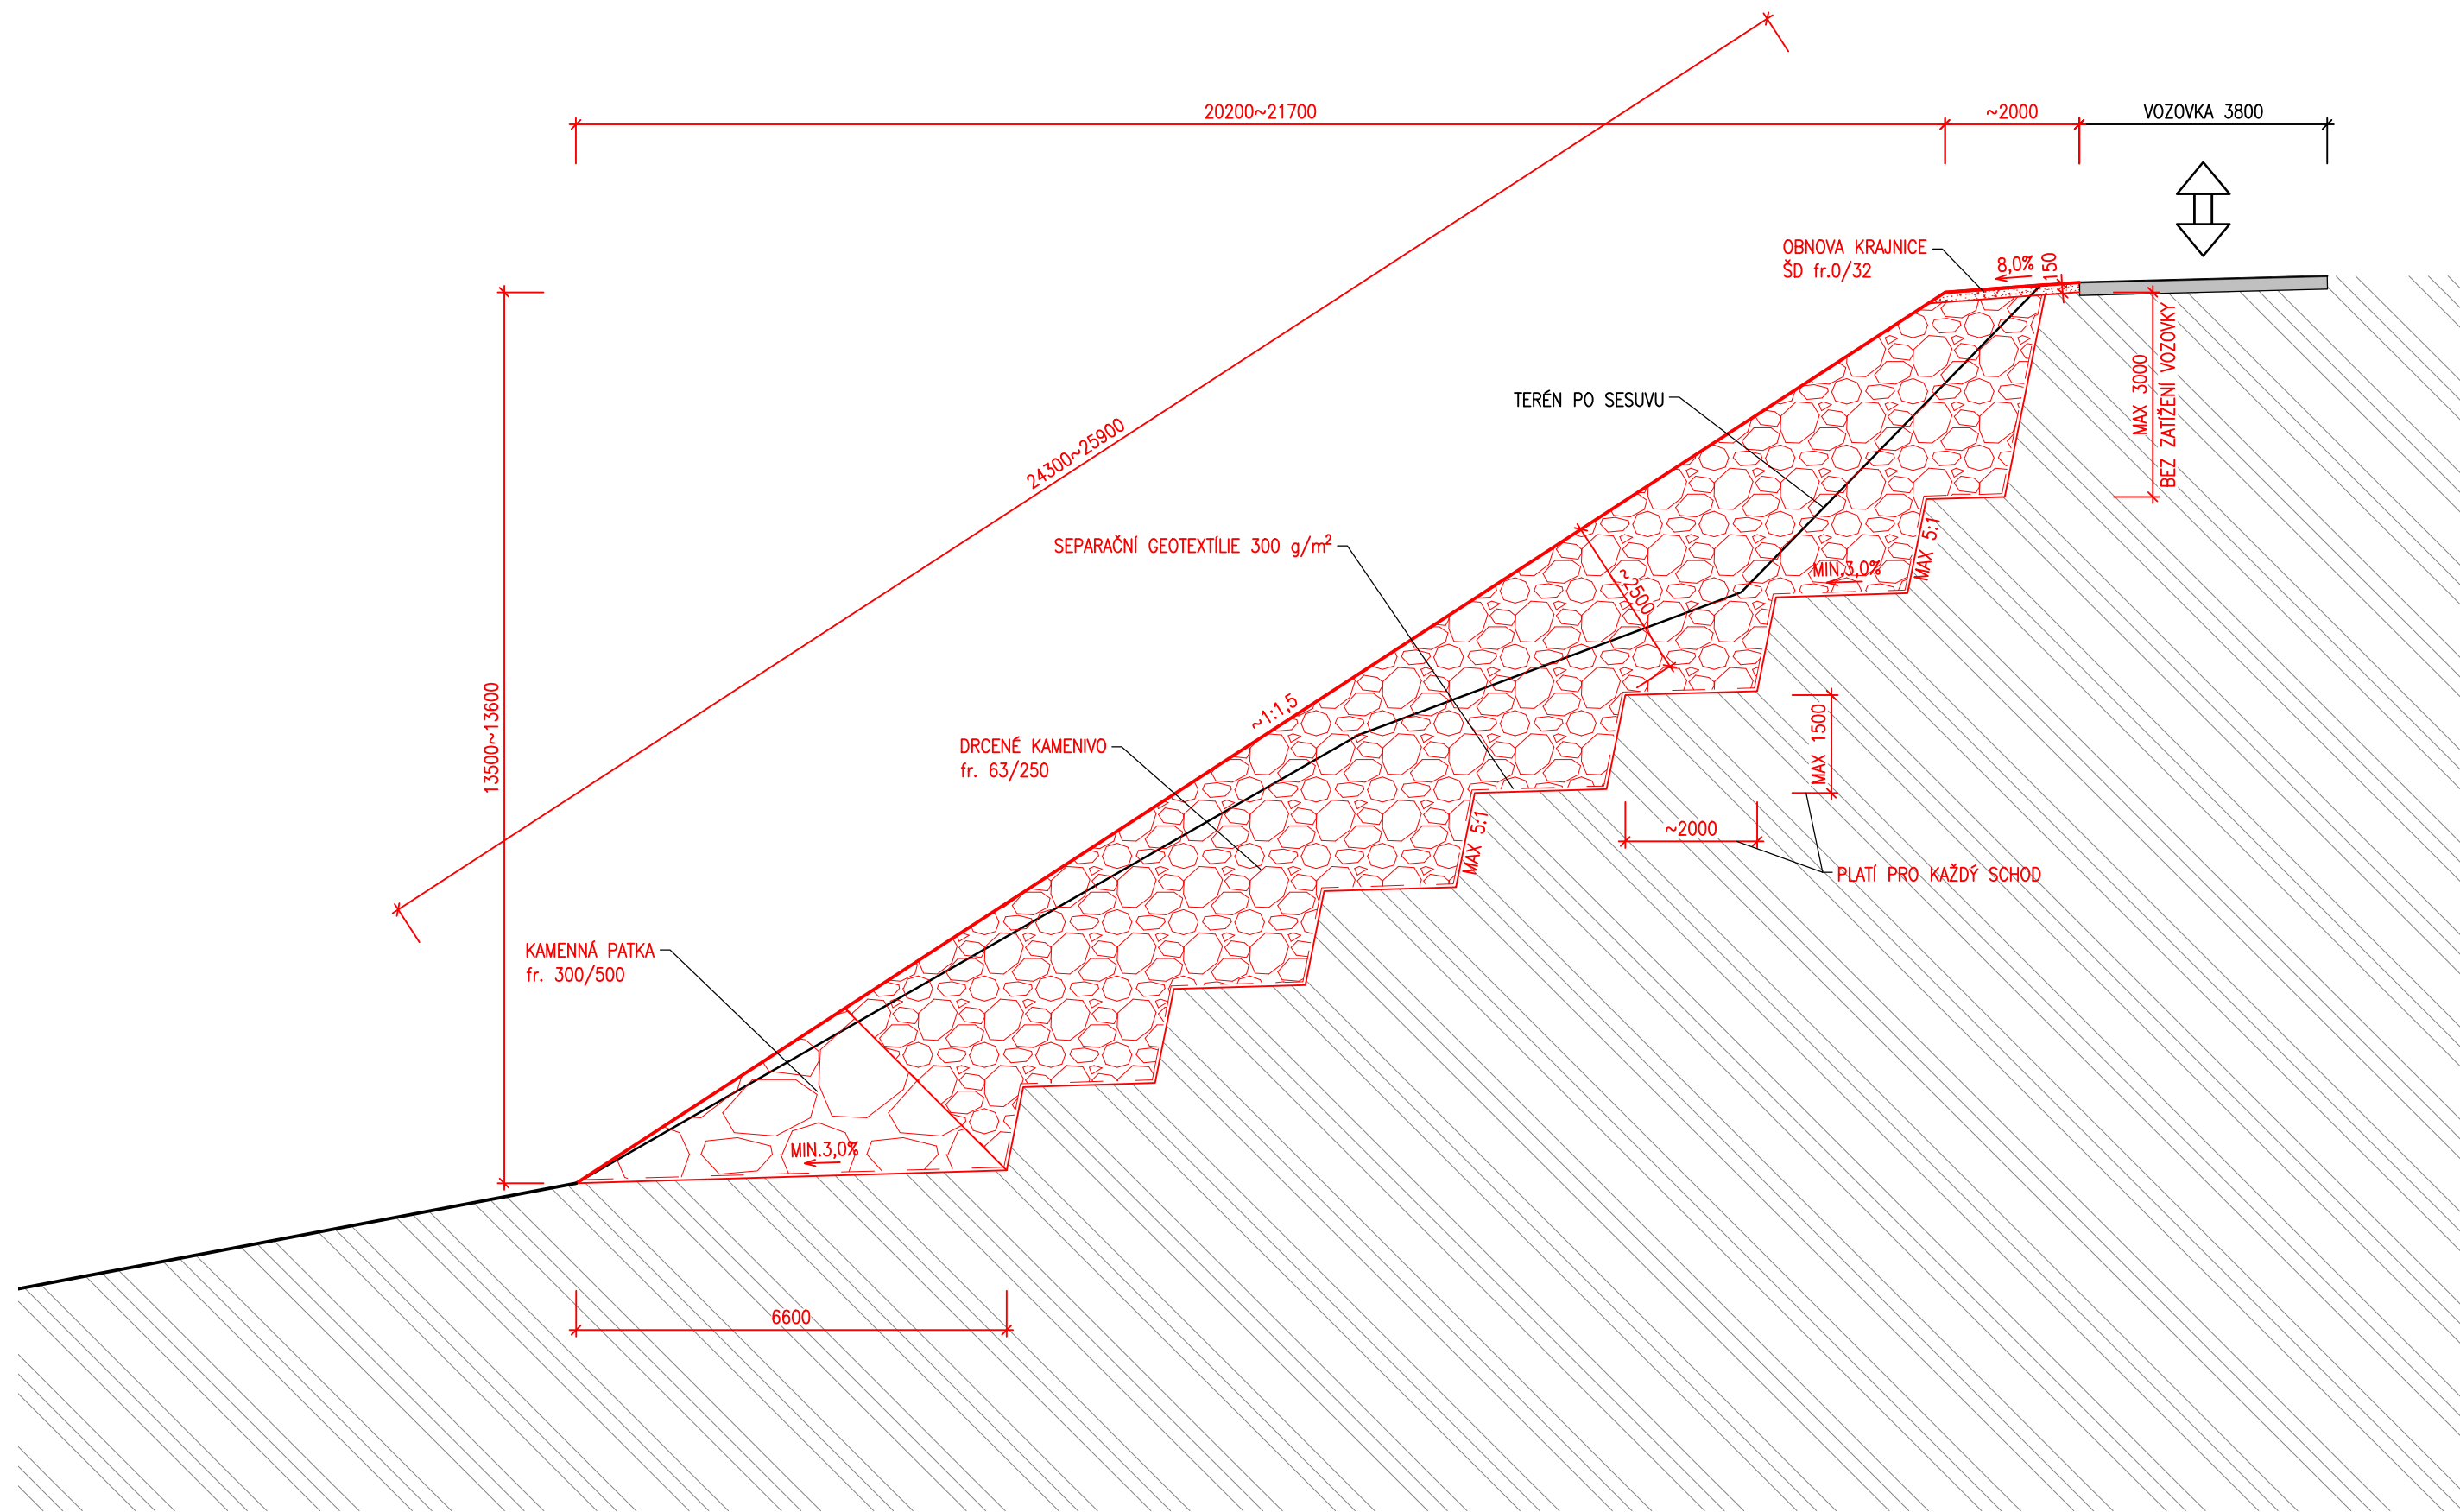 20200~21700
~2000
VOZOVKA 3800
OBNOVA KRAJNICE
ŠD fr.0/32
8,0%
150
MAX 3000
BEZ ZATÍŽENÍ VOZOVKY
TERÉN PO SESUVU
24300~25900
SEPARAČNÍ GEOTEXTÍLIE 300 g/m²
MAX 5:1
MIN.3,0%
~2500
13500~13600
~1:1,5
DRCENÉ KAMENIVO
fr. 63/250
MAX 1500
MAX 5:1
~2000
PLATÍ PRO KAŽDÝ SCHOD
KAMENNÁ PATKA
fr. 300/500
MIN.3,0%
6600